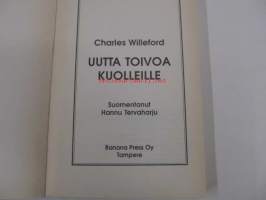 Charles Willeford
UUTTA TOIVOA
KUOLLEILLE
Suomentanut
Hannu Tervaharju
Banana Press Oy
Tampere